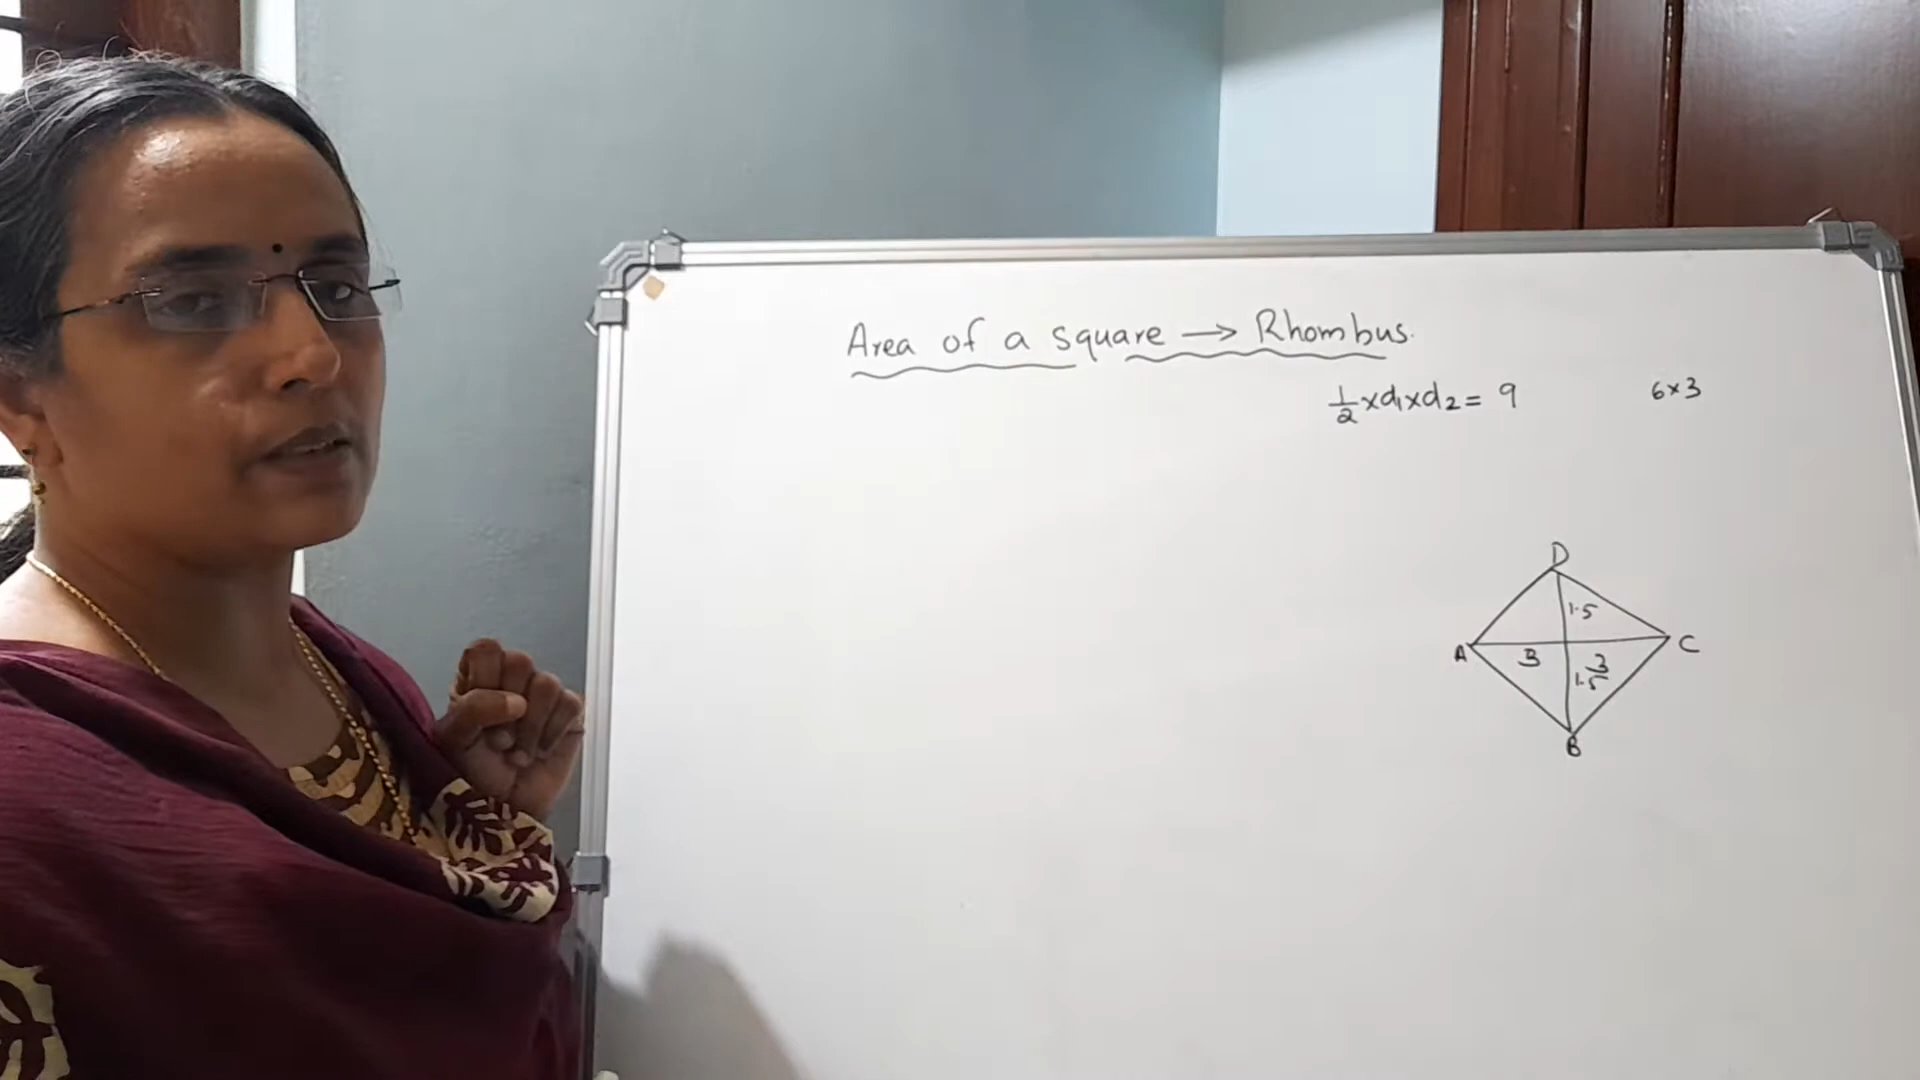 Area of a square → Rhombus.
1/2 x d1 x d2 = 9
6 x 3
D
1.5
A
3
3
C
1.5
B